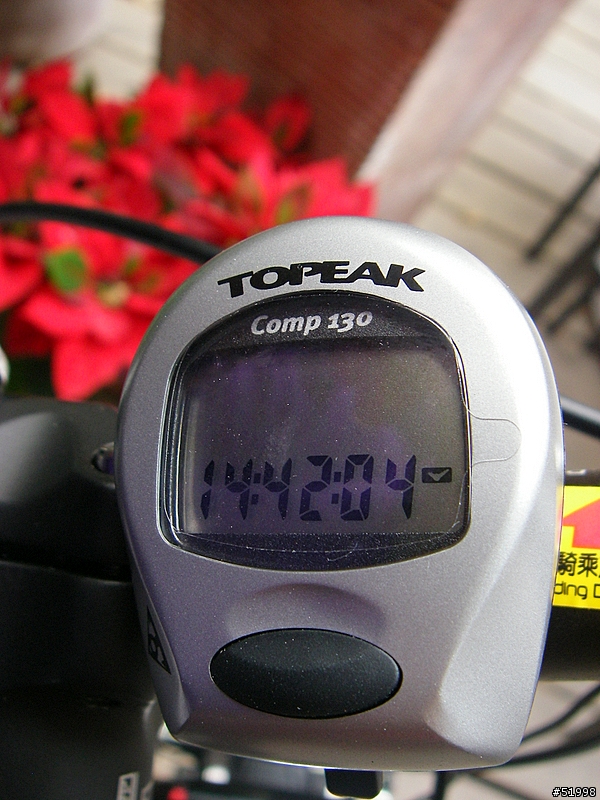 TOPEAK
Comp 130
14:42:04
騎乘
ding D
#51998